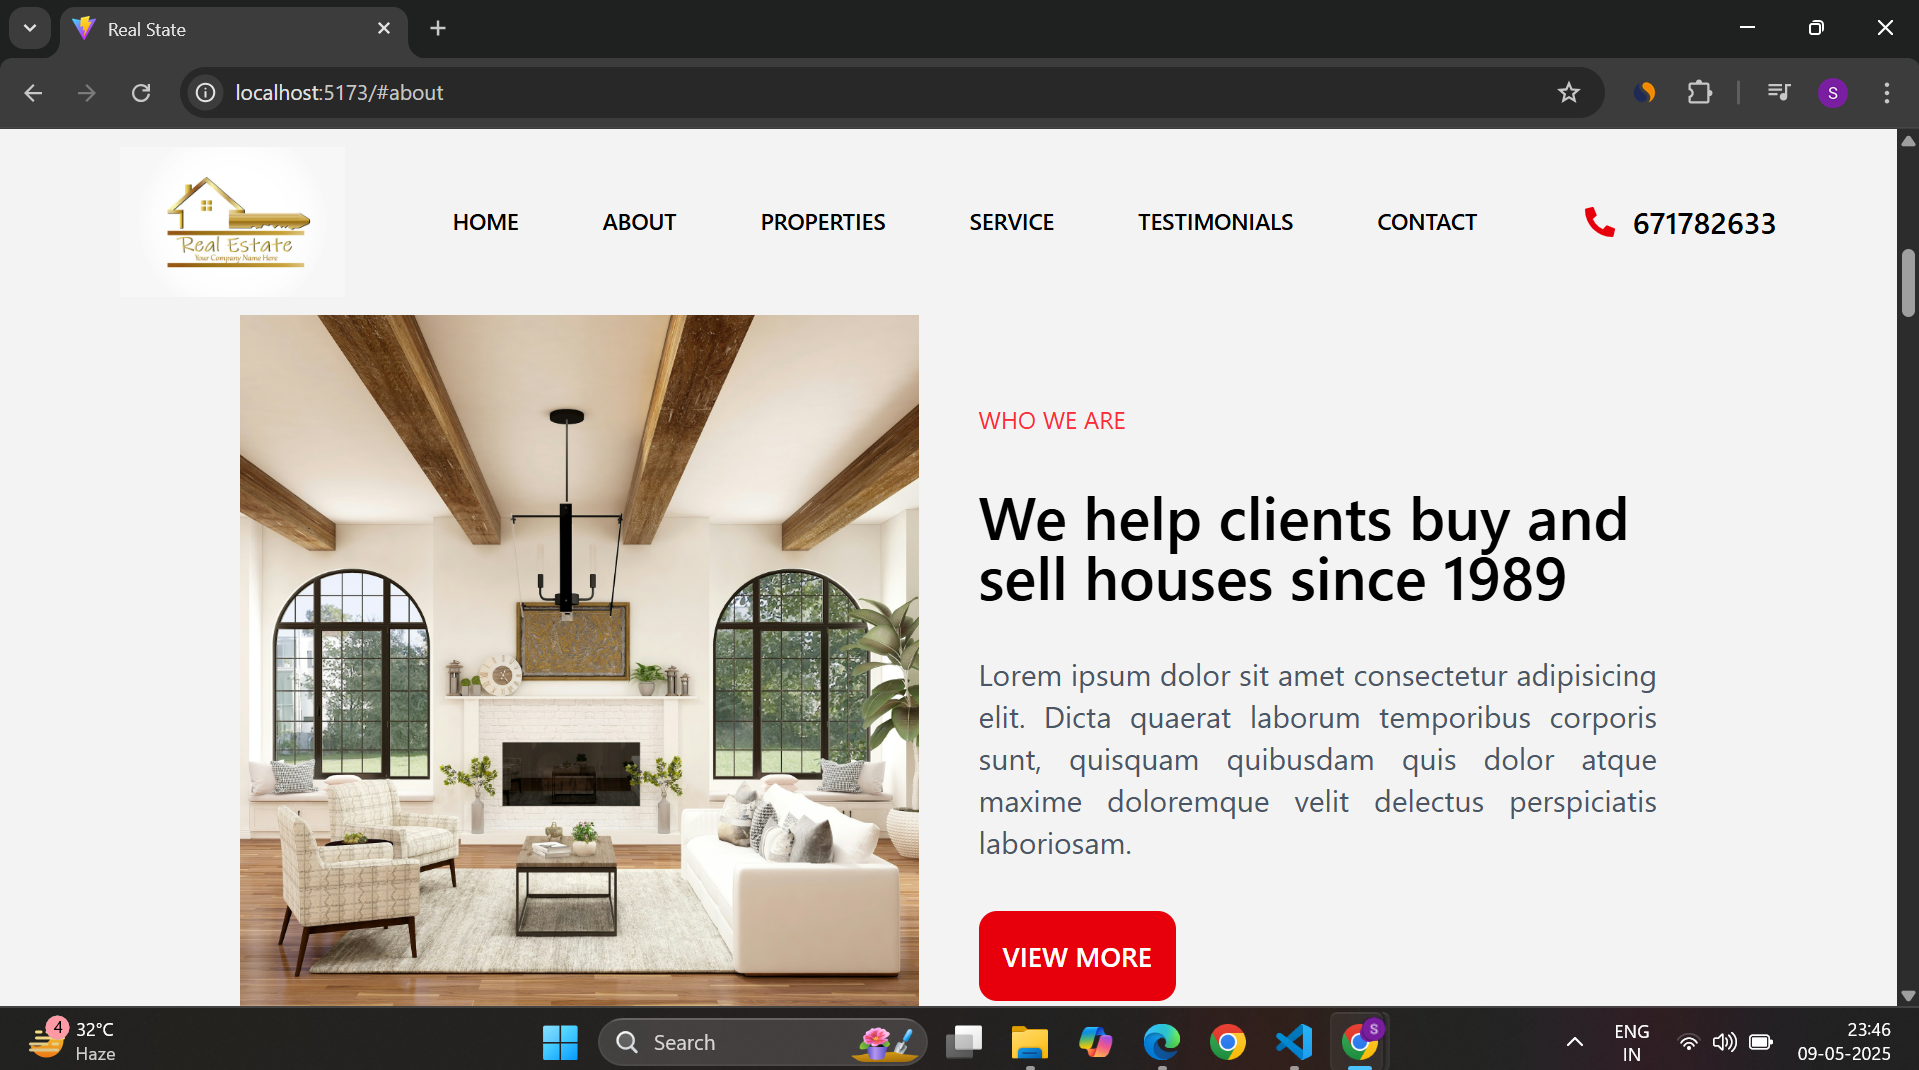 Real State
localhost:5173/#about
S
Real Estate
Your Company Name Here
HOME
ABOUT
PROPERTIES
SERVICE
TESTIMONIALS
CONTACT
671782633
WHO WE ARE
We help clients buy and
sell houses since 1989
Lorem ipsum dolor sit amet consectetur adipisicing
elit. Dicta quaerat laborum temporibus corporis
sunt, quisquam quibusdam quis dolor atque
maxime doloremque velit delectus perspiciatis
laboriosam.
VIEW MORE
4
32°C
Haze
Search
S
ENG
IN
23:46
09-05-2025